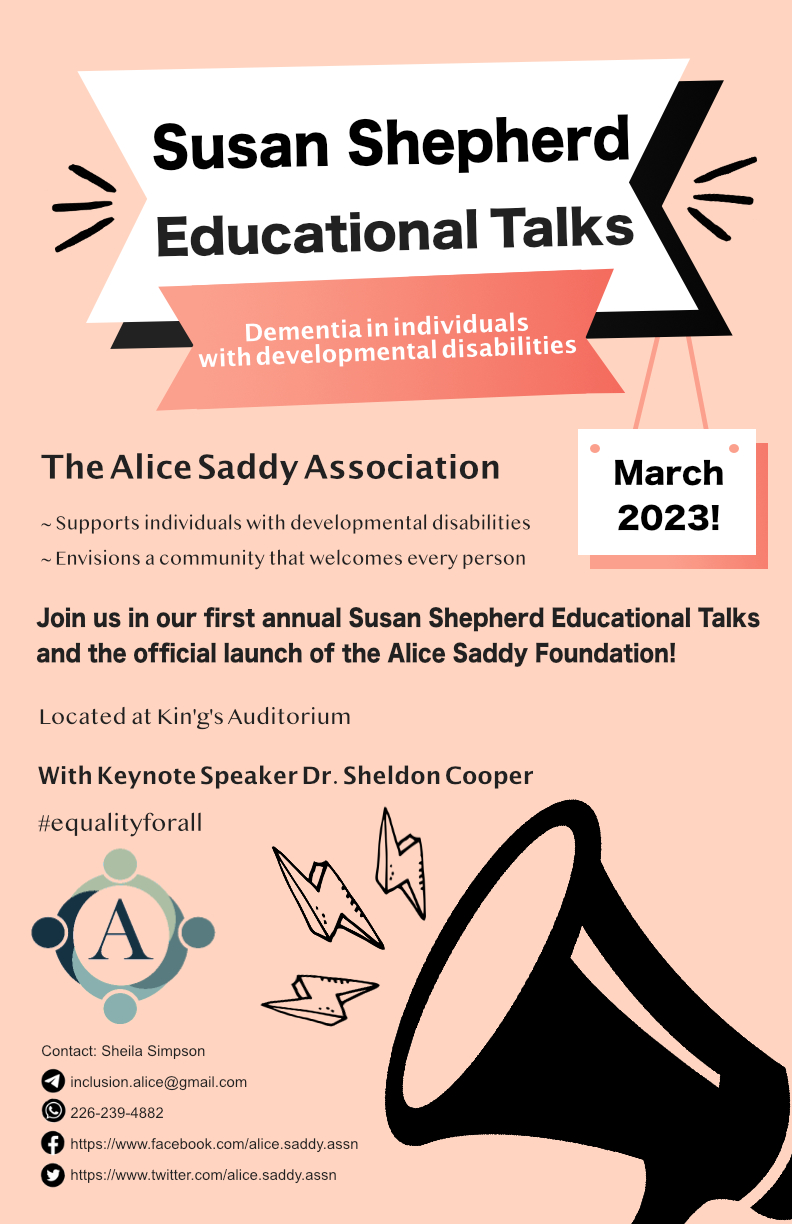 Susan Shepherd
Educational Talks
Dementia in individuals
with developmental disabilities
The Alice Saddy Association
March
2023!
~ Supports individuals with developmental disabilities
~ Envisions a community that welcomes every person
Join us in our first annual Susan Shepherd Educational Talks
and the official launch of the Alice Saddy Foundation!
Located at Kin'g's Auditorium
With Keynote Speaker Dr. Sheldon Cooper
#equalityforall
A
Contact: Sheila Simpson
inclusion.alice@gmail.com
226-239-4882
https://www.facebook.com/alice.saddy.assn
https://www.twitter.com/alice.saddy.assn